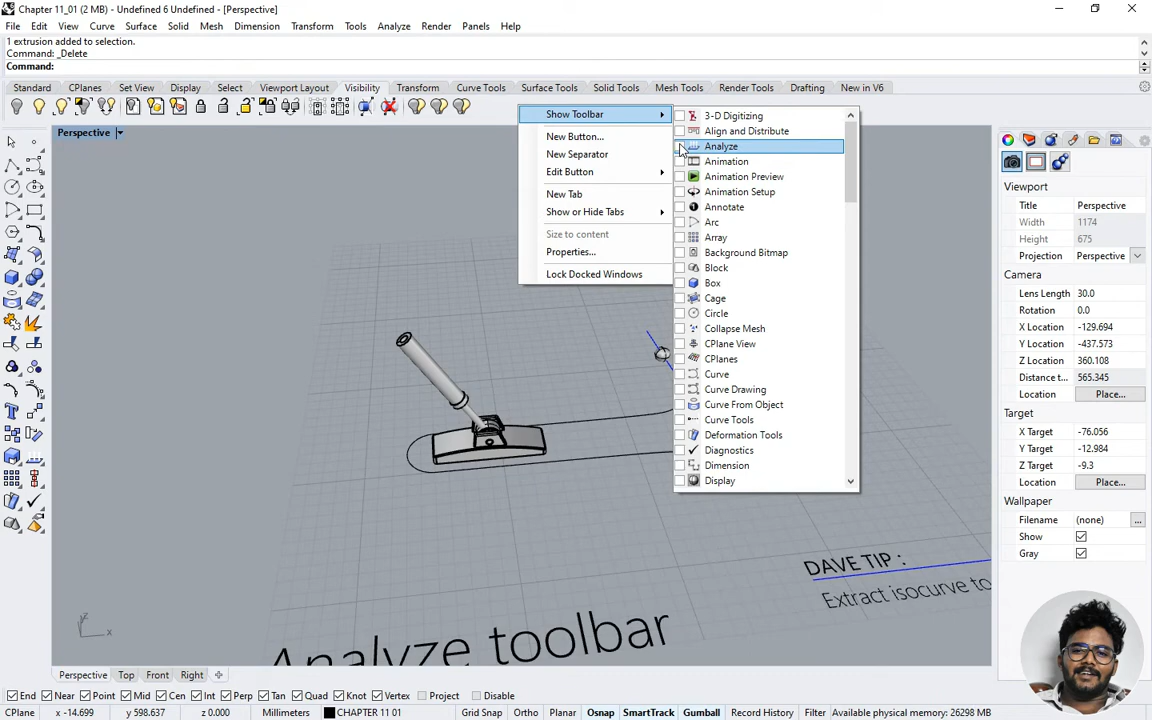 Chapter 11_01 (2 MB) - Undefined 6 Undefined - [Perspective]
File Edit View Curve Surface Solid Mesh Dimension Transform Tools Analyze Render Panels Help
1 extrusion added to selection.
Command: _Delete
Command:
Standard CPlanes Set View Display Select Viewport Layout Visibility Transform Curve Tools Surface Tools Solid Tools Mesh Tools Render Tools Drafting New in V6
Perspective
Show Toolbar
New Button...
New Separator
Edit Button
New Tab
Show or Hide Tabs
Size to content
Properties...
Lock Docked Windows
3-D Digitizing
Align and Distribute
Analyze
Animation
Animation Preview
Animation Setup
Annotate
Arc
Array
Background Bitmap
Block
Box
Cage
Circle
Collapse Mesh
CPlane View
CPlanes
Curve
Curve Drawing
Curve From Object
Curve Tools
Deformation Tools
Diagnostics
Dimension
Display
Viewport
Title Perspective
Width 1174
Height 675
Projection Perspective
Camera
Lens Length 30.0
Rotation 0.0
X Location -129.694
Y Location -437.573
Z Location 360.108
Distance t... 565.345
Location Place...
Target
X Target -76.056
Y Target -12.984
Z Target -9.3
Location Place...
Wallpaper
Filename (none) ...
Show
Gray
DAVE TIP :
Extract isocurve to
Analyze toolbar
z
y
x
Perspective Top Front Right
End Near Point Mid Cen Int Perp Tan Quad Knot Vertex Project Disable
CPlane x -14.699 y 598.637 z 0.000 Millimeters CHAPTER 11 01 Grid Snap Ortho Planar Osnap SmartTrack Gumball Record History Filter Available physical memory: 26298 MB